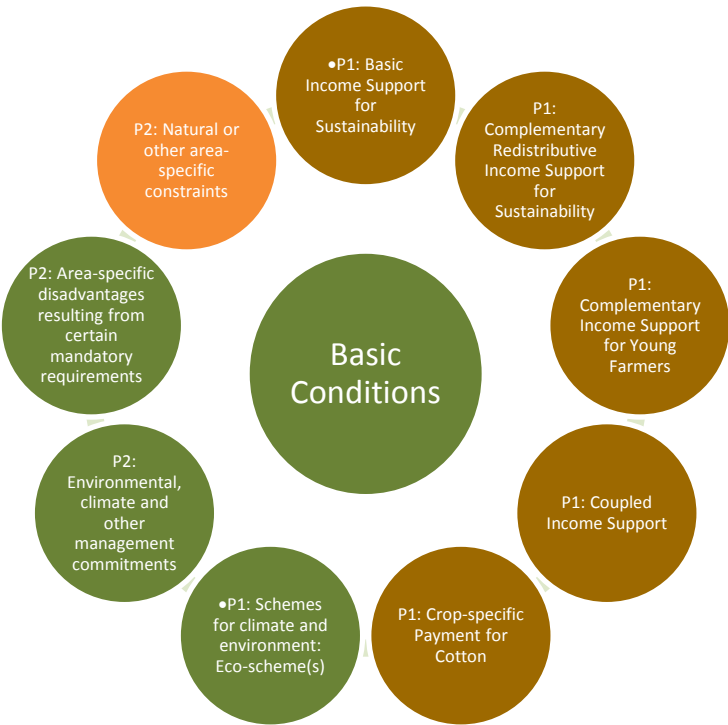 •P1: Basic
Income Support
for
Sustainability
P1:
Complementary
Redistributive
Income Support
for
Sustainability
P1:
Complementary
Income Support
for Young
Farmers
P1: Coupled
Income Support
P1: Crop-specific
Payment for
Cotton
•P1: Schemes
for climate and
environment:
Eco-scheme(s)
P2:
Environmental,
climate and
other
management
commitments
P2: Area-specific
disadvantages
resulting from
certain
mandatory
requirements
P2: Natural or
other area-
specific
constraints
Basic
Conditions